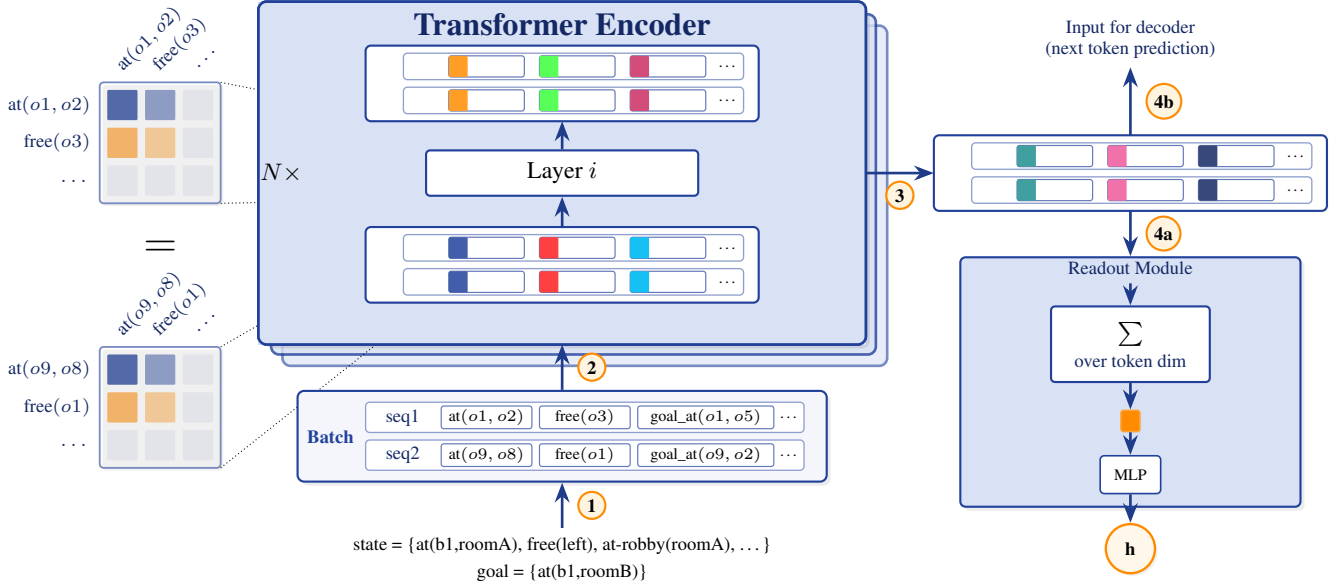 Transformer Encoder
at(o1, o2)
free(o3)
. . .
at(o1, o2)
free(o3)
. . .
=
at(o9, o8)
free(o1)
. . .
at(o9, o8)
free(o1)
. . .
N×
...
...
Layer i
...
...
3
2
Batch
seq1 at(o1, o2) free(o3) goal_at(o1, o5) ...
seq2 at(o9, o8) free(o1) goal_at(o9, o2) ...
1
state = {at(b1,roomA), free(left), at-robby(roomA), . . . }
goal = {at(b1,roomB)}
Input for decoder
(next token prediction)
4b
...
...
4a
Readout Module
∑
over token dim
MLP
h